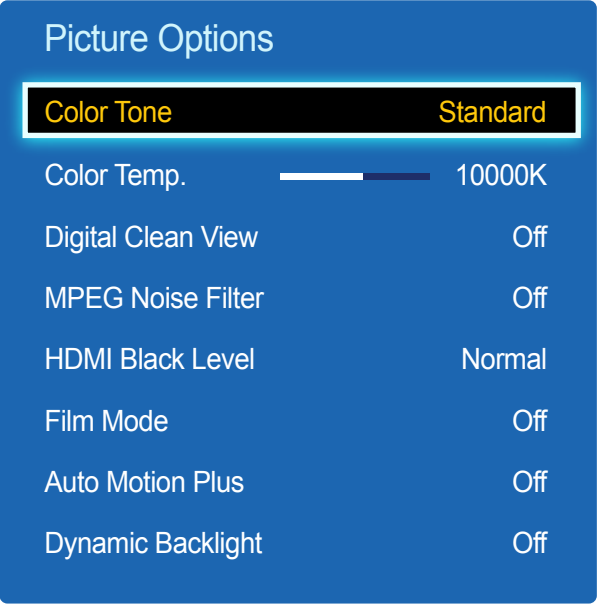 Picture Options
Color Tone Standard
Color Temp. 10000K
Digital Clean View Off
MPEG Noise Filter Off
HDMI Black Level Normal
Film Mode Off
Auto Motion Plus Off
Dynamic Backlight Off